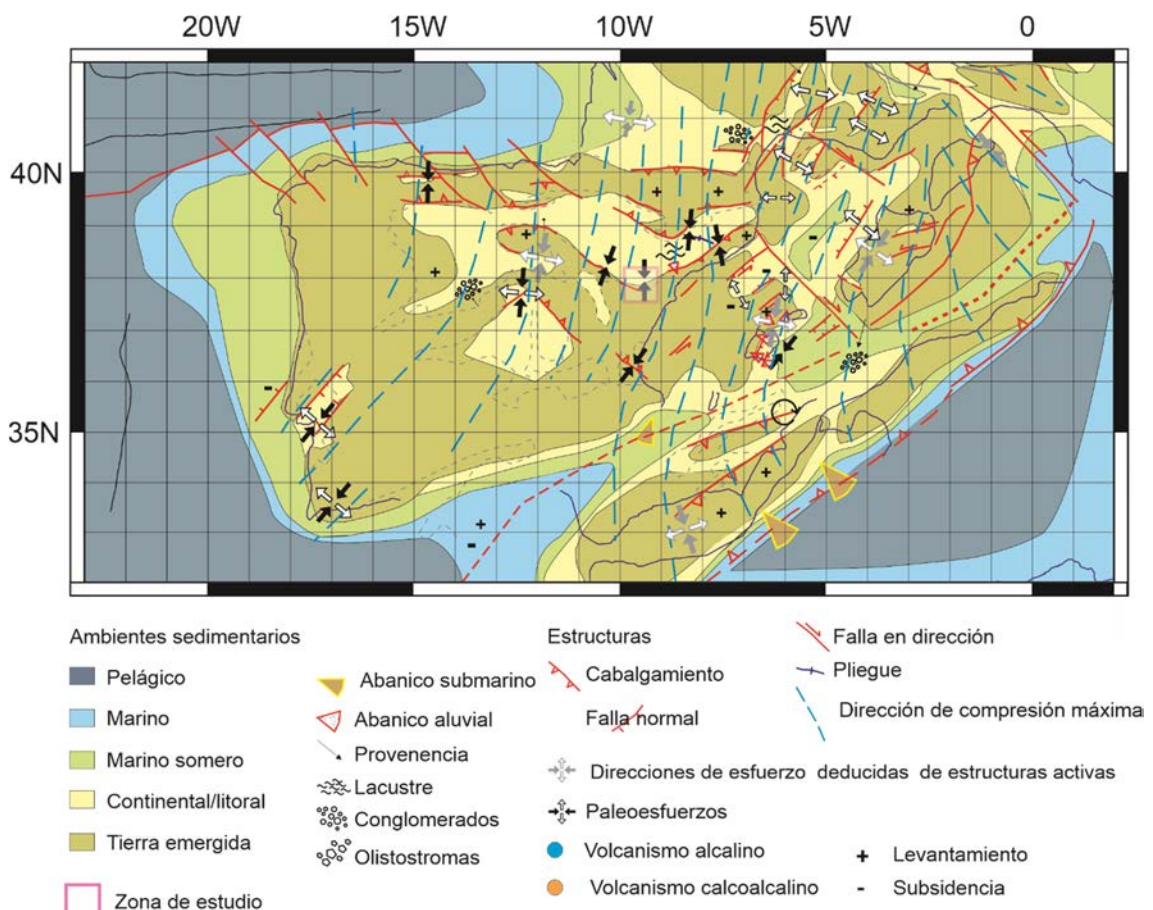 20W 15W 10W 5W 0
40N
35N
Ambientes sedimentarios
Pelágico
Marino
Marino somero
Continental/litoral
Tierra emergida
Zona de estudio
Abanico submarino
Abanico aluvial
Provenencia
Lacustre
Conglomerados
Olistostromas
Estructuras
Cabalgamiento
Falla normal
Direcciones de esfuerzo deducidas de estructuras activas
Paleoesfuerzos
Volcanismo alcalino
Volcanismo calcoalcalino
Falla en dirección
Pliegue
Dirección de compresión máxima
+ Levantamiento
- Subsidencia